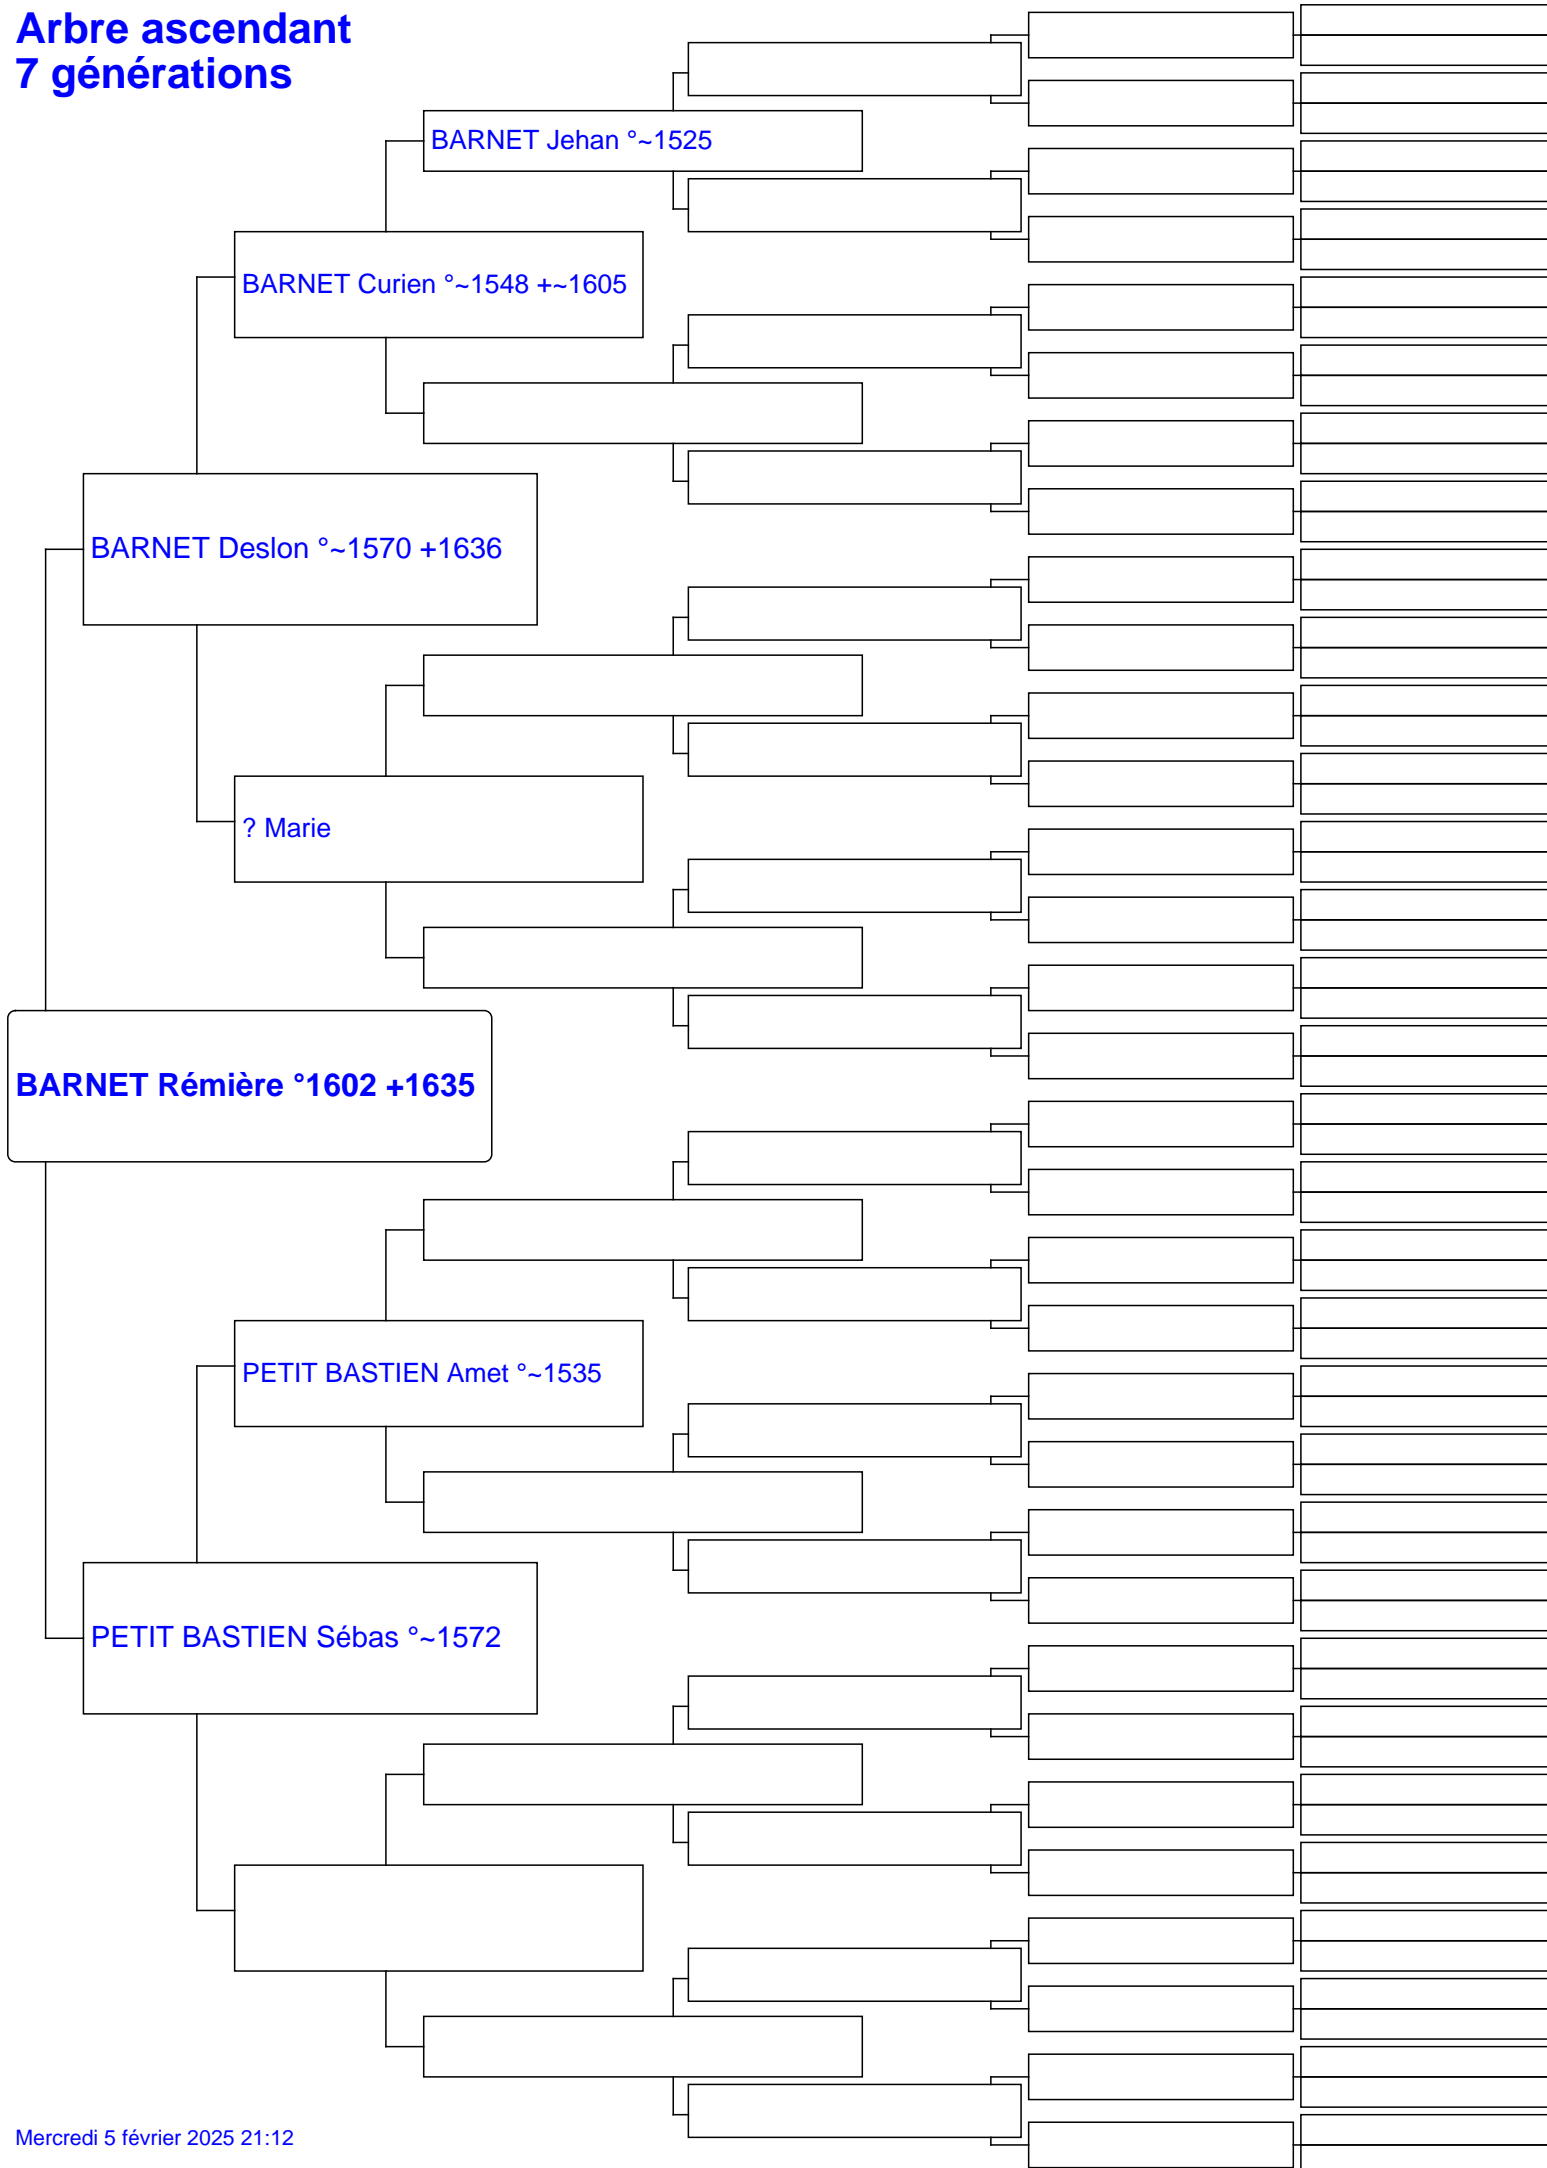 Arbre ascendant
7 générations
BARNET Jehan °~1525
BARNET Curien °~1548 +~1605
BARNET Deslon °~1570 +1636
? Marie
BARNET Rémière °1602 +1635
PETIT BASTIEN Amet °~1535
PETIT BASTIEN Sébas °~1572
Mercredi 5 février 2025 21:12